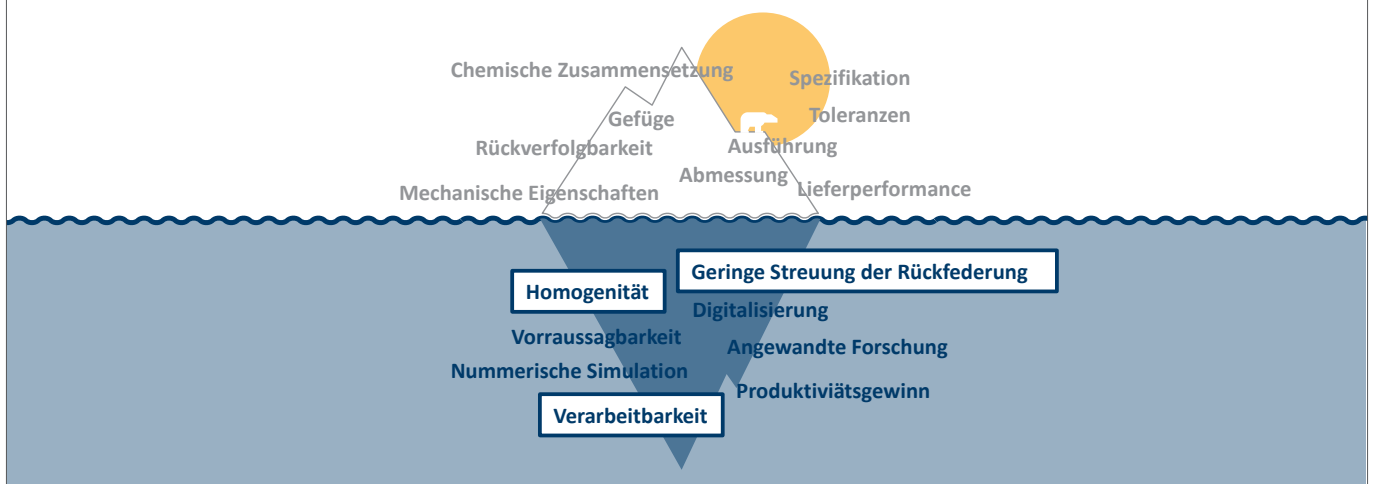 Chemische Zusammensetzung
Spezifikation
Gefüge
Toleranzen
Rückverfolgbarkeit
Ausführung
Abmessung
Mechanische Eigenschaften
Lieferperformance
Geringe Streuung der Rückfederung
Homogenität
Digitalisierung
Vorraussagbarkeit
Angewandte Forschung
Nummerische Simulation
Produktiviätsgewinn
Verarbeitbarkeit